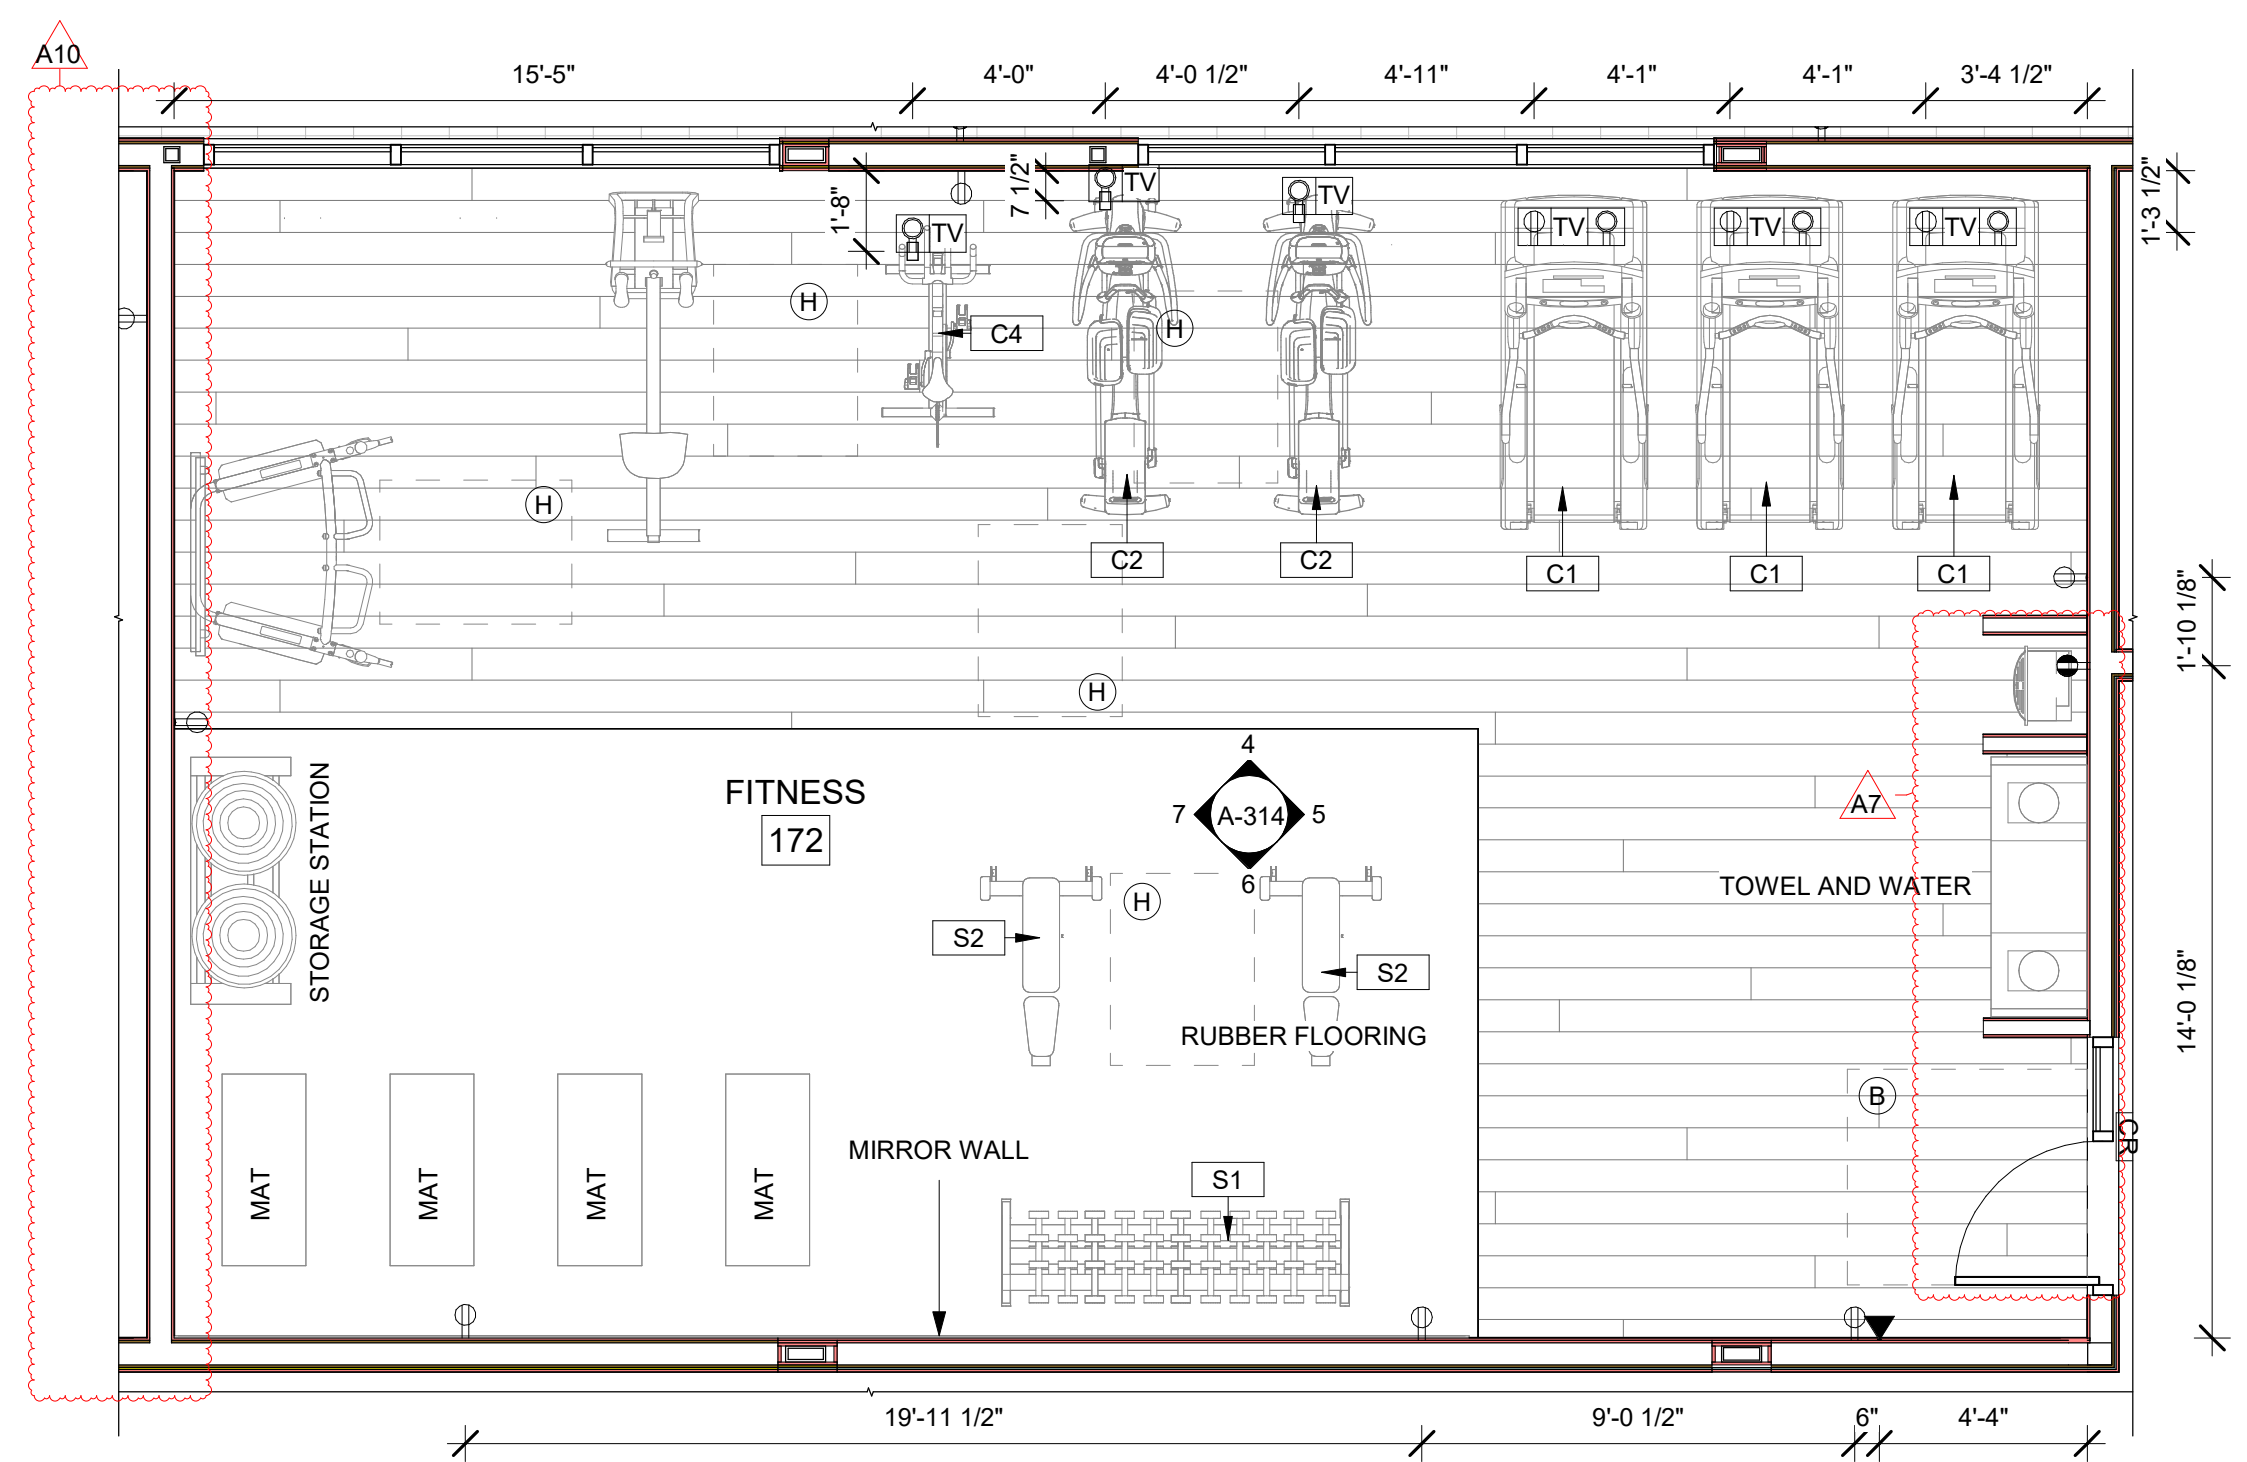 A10
15'-5"
4'-0"
4'-0 1/2"
4'-11"
4'-1"
4'-1"
3'-4 1/2"
1'-8"
7 1/2"
TV
TV
TV
TV
TV
TV
1'-3 1/2"
H
H
C4
H
C2
C2
C1
C1
C1
1'-10 1/8"
H
STORAGE STATION
FITNESS
172
4
7
A-314
5
6
A7
TOWEL AND WATER
H
S2
S2
RUBBER FLOORING
14'-0 1/8"
B
CR
MAT
MAT
MAT
MAT
MIRROR WALL
S1
19'-11 1/2"
9'-0 1/2"
6"
4'-4"